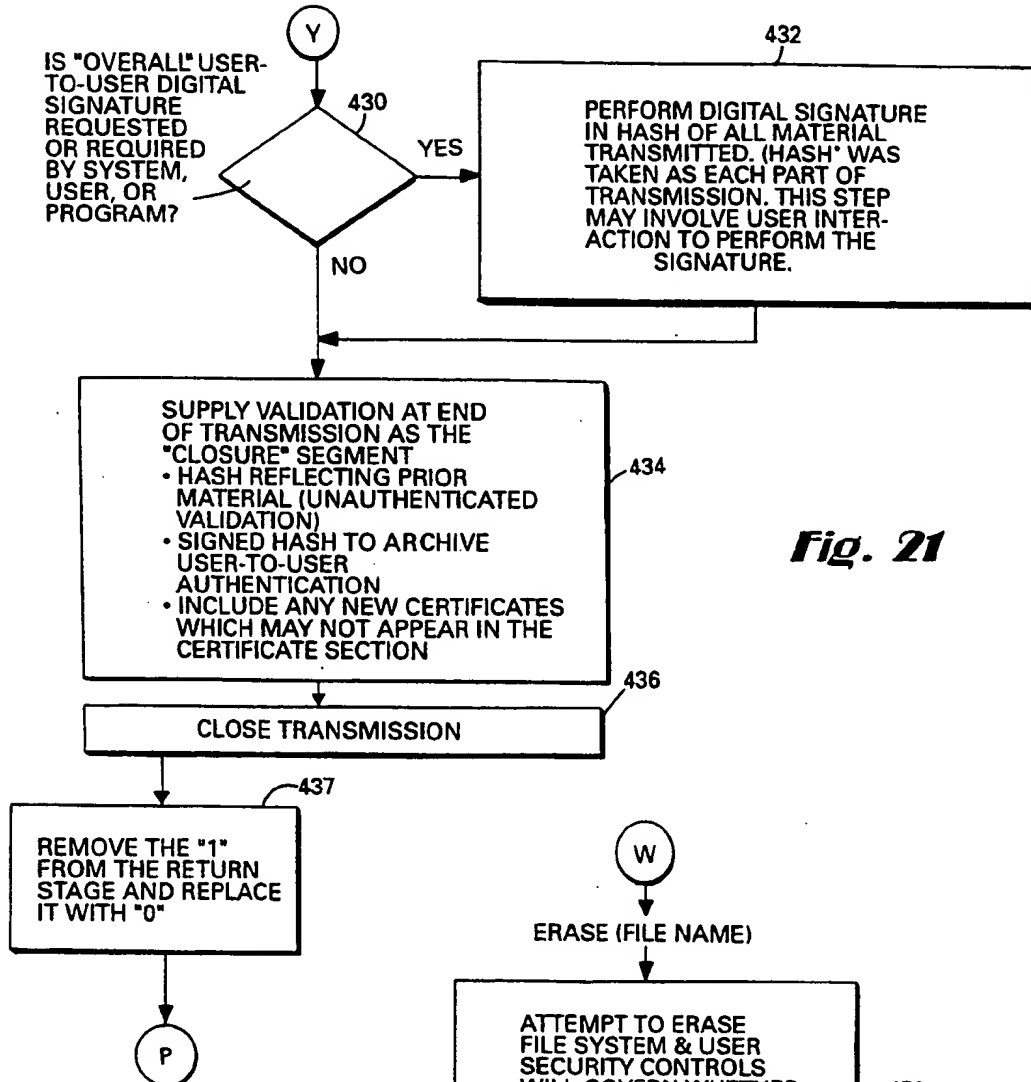 Y
IS "OVERALL" USER-
TO-USER DIGITAL
SIGNATURE
REQUESTED
OR REQUIRED
BY SYSTEM,
USER, OR
PROGRAM?
430
YES
NO
432
PERFORM DIGITAL SIGNATURE
IN HASH OF ALL MATERIAL
TRANSMITTED. (HASH" WAS
TAKEN AS EACH PART OF
TRANSMISSION. THIS STEP
MAY INVOLVE USER INTER-
ACTION TO PERFORM THE
SIGNATURE.
SUPPLY VALIDATION AT END
OF TRANSMISSION AS THE
"CLOSURE" SEGMENT
• HASH REFLECTING PRIOR
MATERIAL (UNAUTHENTICATED
VALIDATION)
• SIGNED HASH TO ARCHIVE
USER-TO-USER
AUTHENTICATION
• INCLUDE ANY NEW CERTIFICATES
WHICH MAY NOT APPEAR IN THE
CERTIFICATE SECTION
434
Fig. 21
436
CLOSE TRANSMISSION
437
REMOVE THE "1"
FROM THE RETURN
STAGE AND REPLACE
IT WITH "0"
P
W
ERASE (FILE NAME)
ATTEMPT TO ERASE
FILE SYSTEM & USER
SECURITY CONTROLS
WILL GOVERN